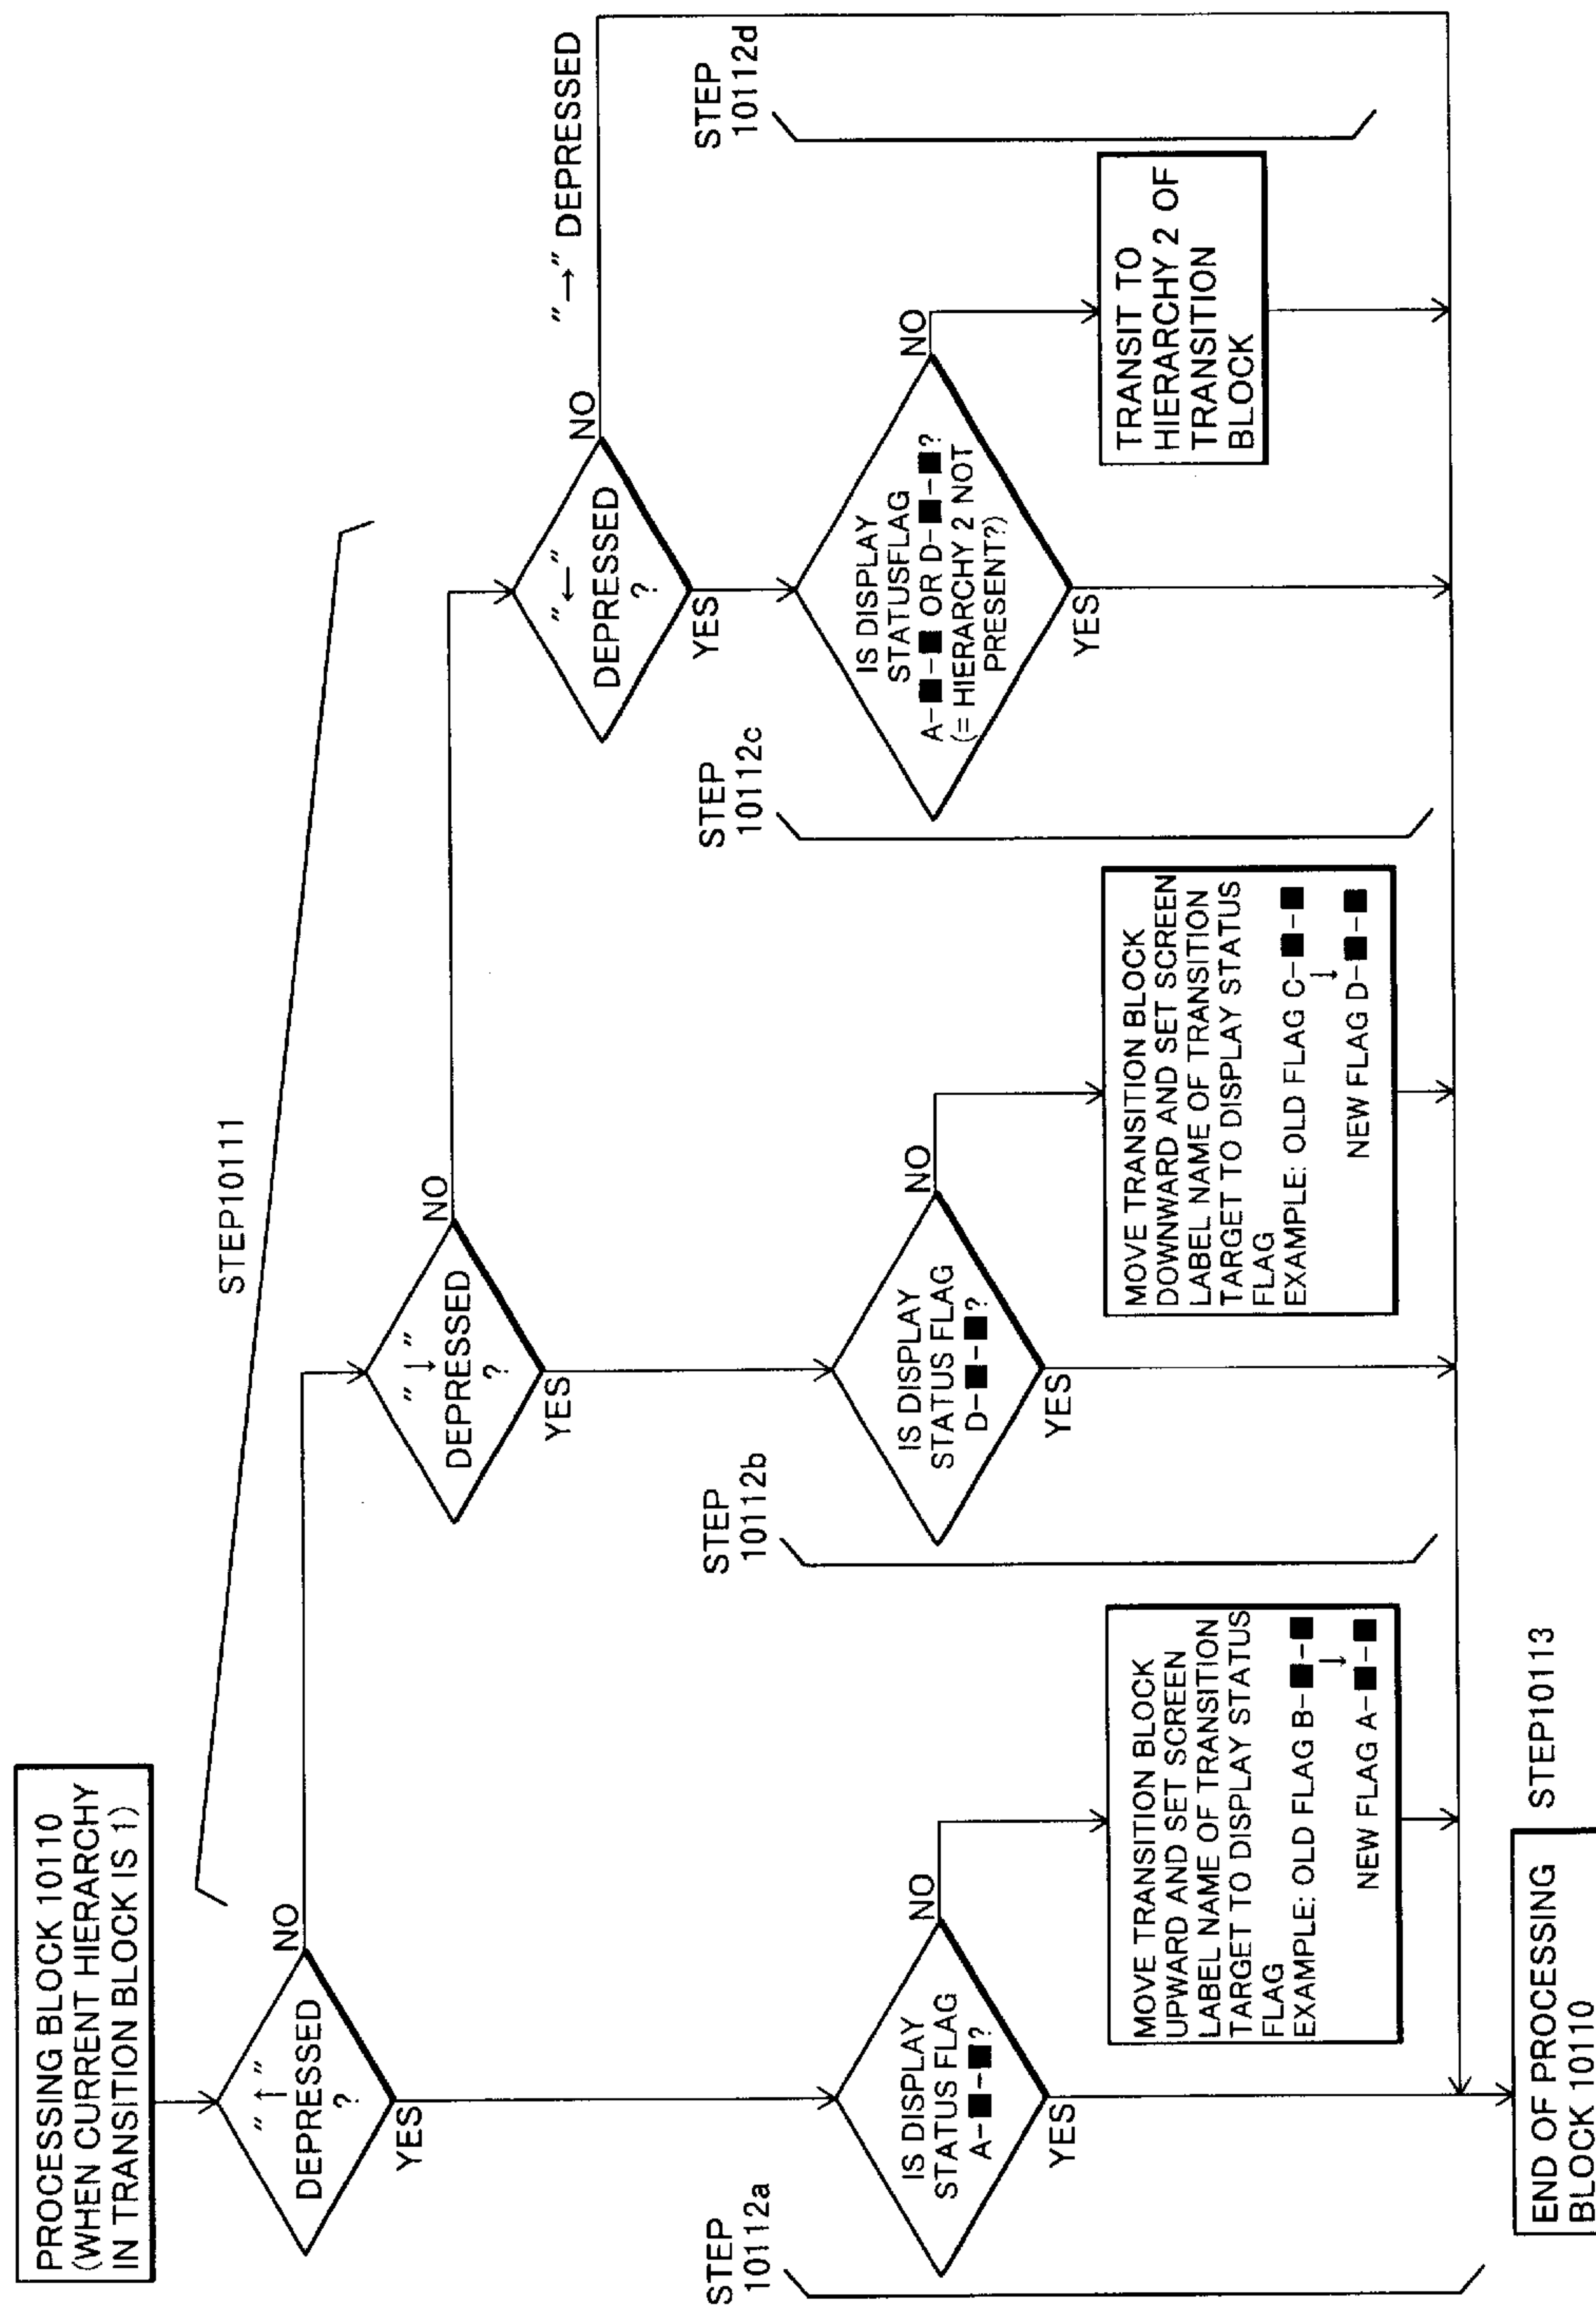 PROCESSING BLOCK 10110
(WHEN CURRENT HIERARCHY
IN TRANSITION BLOCK IS 1)
STEP10111
"↑"
DEPRESSED
?
NO
YES
"↓"
DEPRESSED
?
NO
YES
"←"
DEPRESSED
?
NO
YES
"→" DEPRESSED
STEP
10112a
IS DISPLAY
STATUS FLAG
A-■-■?
NO
YES
MOVE TRANSITION BLOCK
UPWARD AND SET SCREEN
LABEL NAME OF TRANSITION
TARGET TO DISPLAY STATUS
FLAG
EXAMPLE: OLD FLAG B-■-■
↓
NEW FLAG A-■-■
STEP
10112b
IS DISPLAY
STATUS FLAG
D-■-■?
NO
YES
MOVE TRANSITION BLOCK
DOWNWARD AND SET SCREEN
LABEL NAME OF TRANSITION
TARGET TO DISPLAY STATUS
FLAG
EXAMPLE: OLD FLAG C-■-■
↓
NEW FLAG D-■-■
STEP
10112c
IS DISPLAY
STATUSFLAG
A-■-■ OR D-■-■?
(= HIERARCHY 2 NOT
PRESENT?)
NO
YES
TRANSIT TO
HIERARCHY 2 OF
TRANSITION
BLOCK
STEP
10112d
END OF PROCESSING
BLOCK 10110
STEP10113